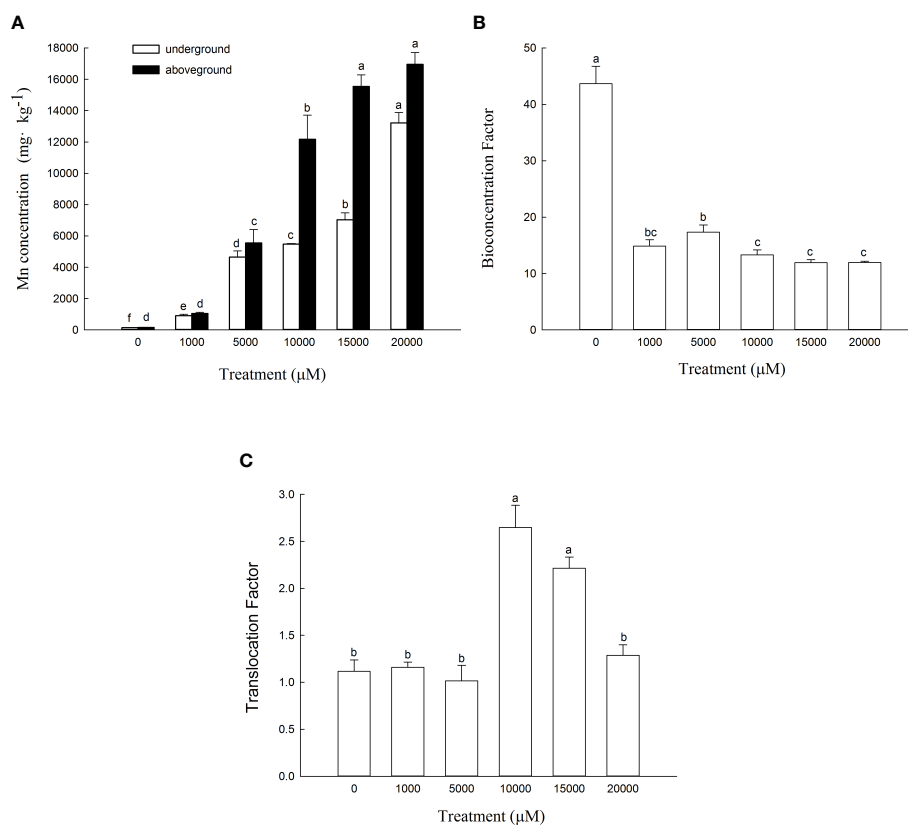 A
underground
aboveground
Mn concentration (mg· kg-1)
18000
16000
14000
12000
10000
8000
6000
4000
2000
0
f d
e d
d c
c b
b a
a a
0 1000 5000 10000 15000 20000
Treatment (μM)
B
Bioconcentration Factor
50
40
30
20
10
0
a bc b c c c
0 1000 5000 10000 15000 20000
Treatment (μM)
C
Translocation Factor
3.0
2.5
2.0
1.5
1.0
0.5
0.0
b b b a a b
0 1000 5000 10000 15000 20000
Treatment (μM)